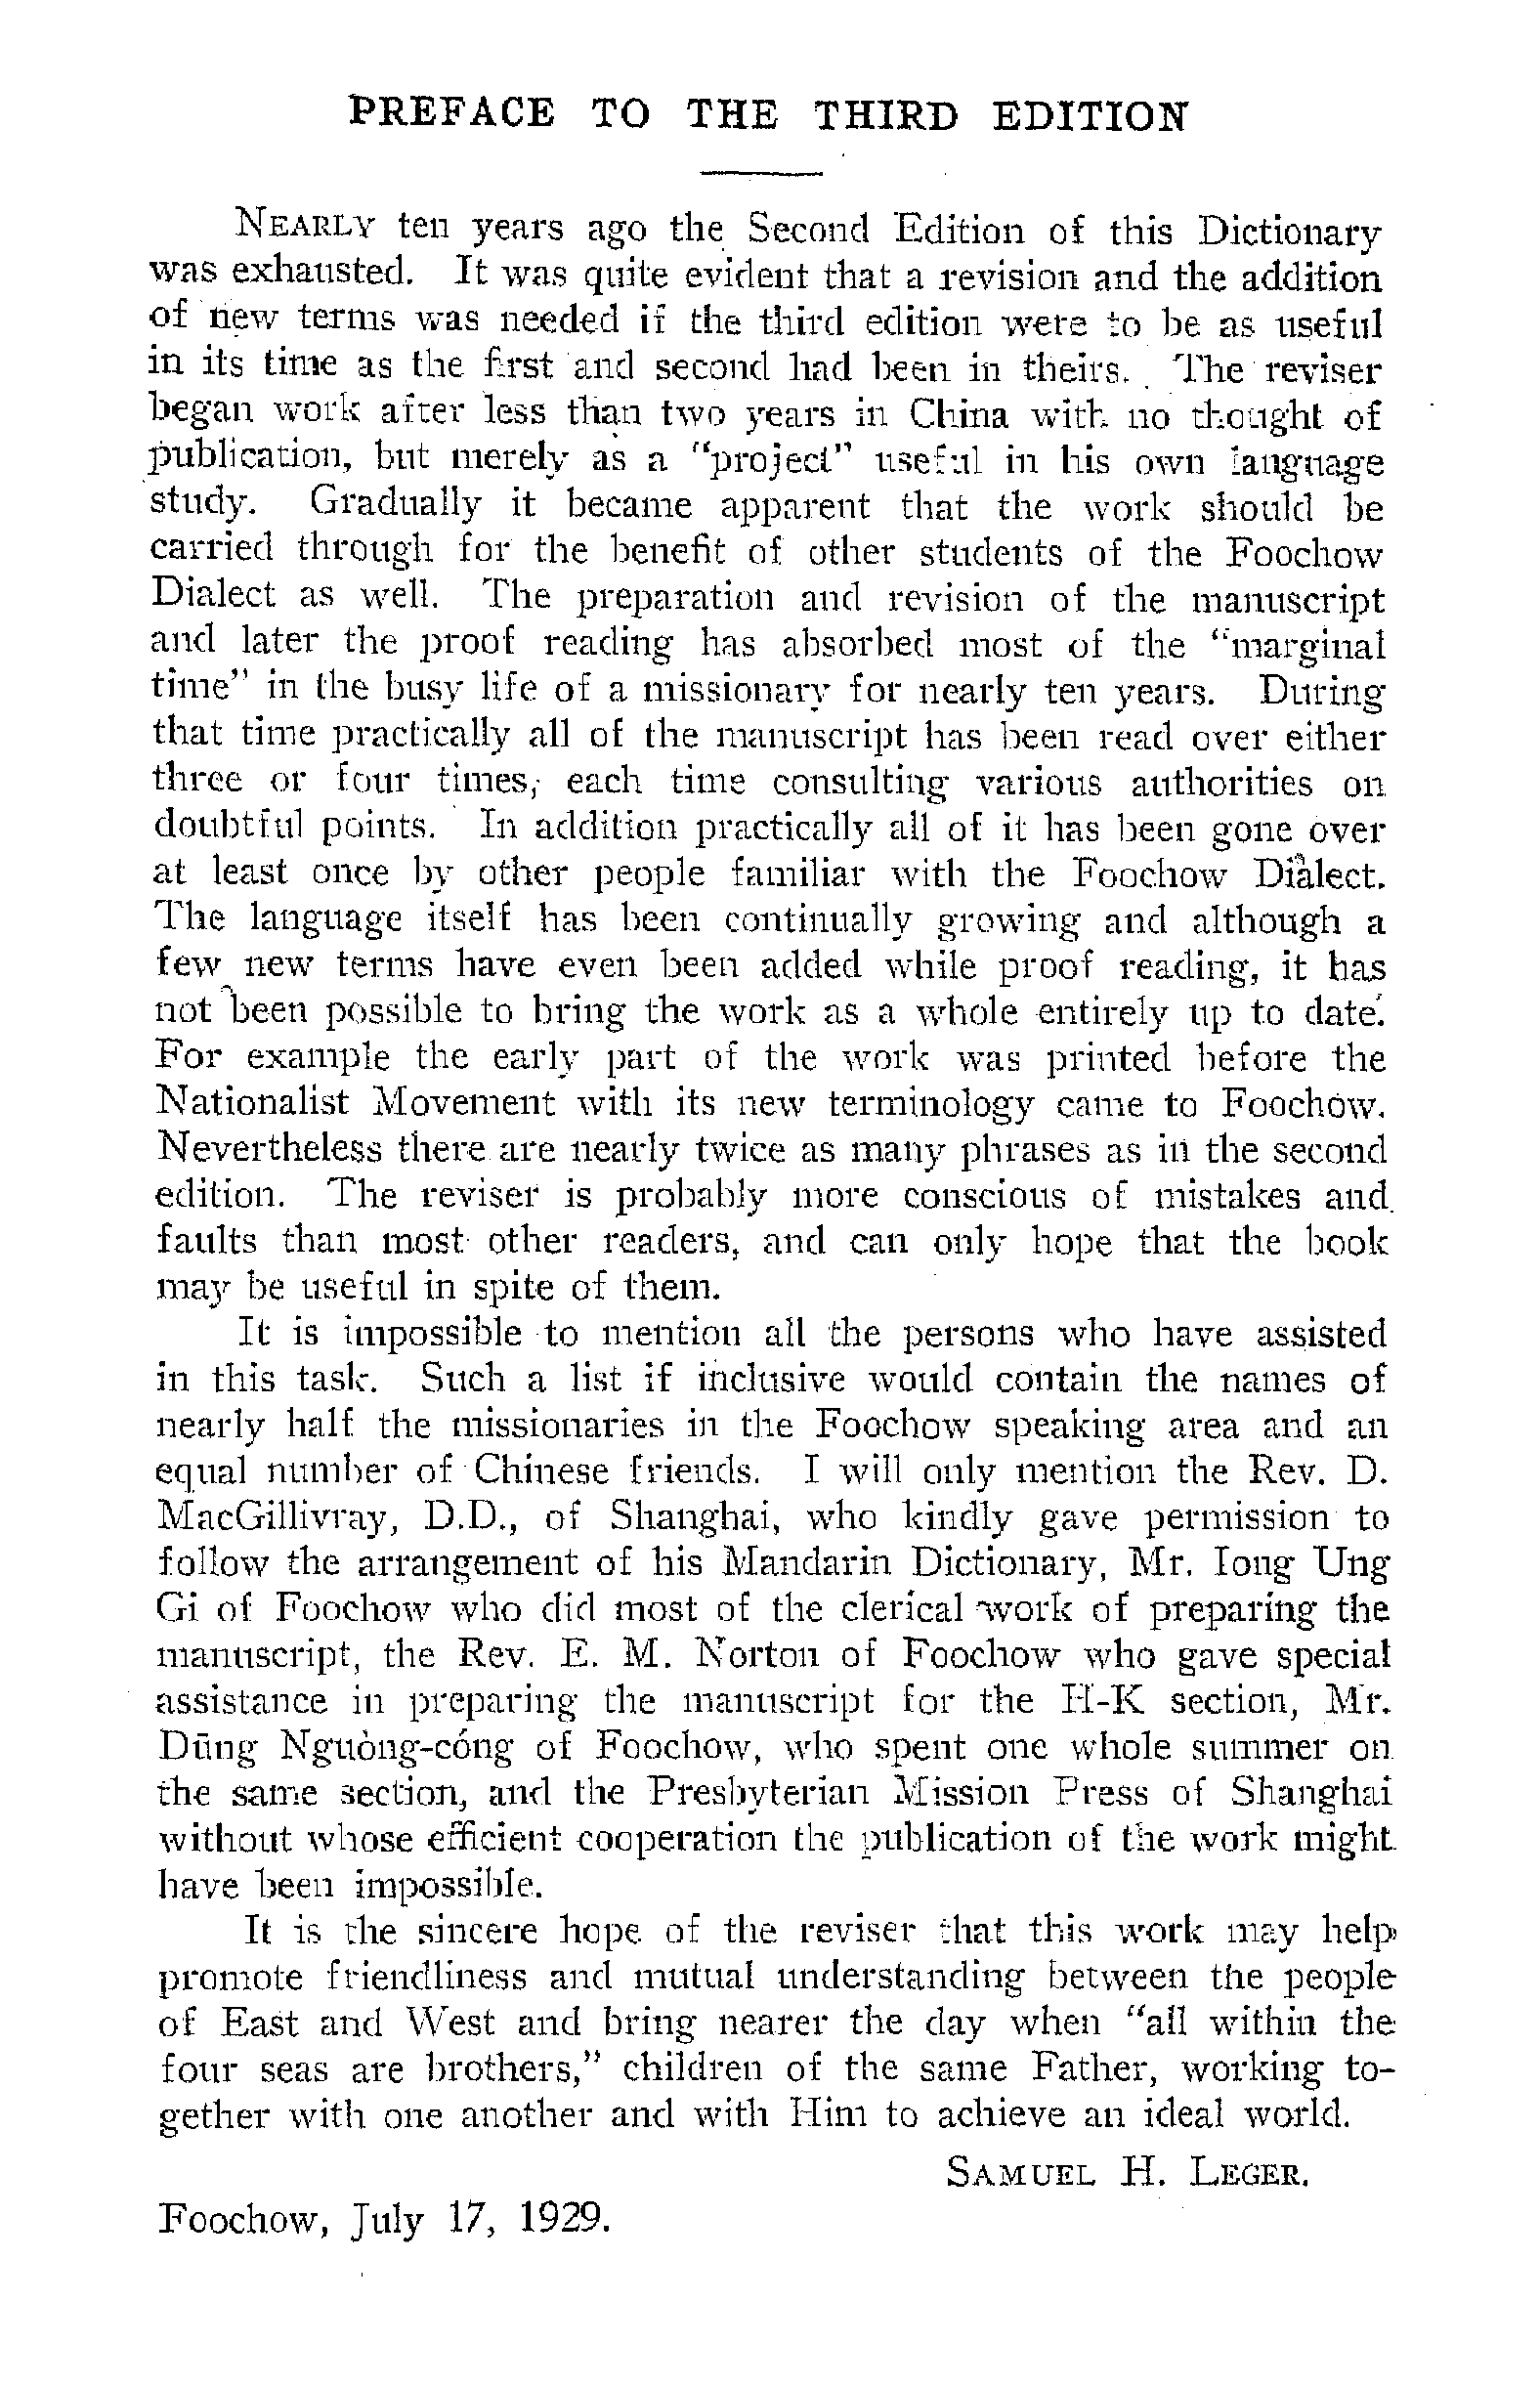 PREFACE TO THE THIRD EDITION
NEARLY ten years ago the Second Edition of this Dictionary
was exhausted. It was quite evident that a revision and the addition
of new terms was needed if the third edition were to be as useful
in its time as the first and second had been in theirs. The reviser
began work after less than two years in China with no thought of
publication, but merely as a "project" useful in his own language
study. Gradually it became apparent that the work should be
carried through for the benefit of other students of the Foochow
Dialect as well. The preparation and revision of the manuscript
and later the proof reading has absorbed most of the "marginal
time" in the busy life of a missionary for nearly ten years. During
that time practically all of the manuscript has been read over either
three or four times, each time consulting various authorities on
doubtful points. In addition practically all of it has been gone over
at least once by other people familiar with the Foochow Dialect.
The language itself has been continually growing and although a
few new terms have even been added while proof reading, it has
not been possible to bring the work as a whole entirely up to date.
For example the early part of the work was printed before the
Nationalist Movement with its new terminology came to Foochow.
Nevertheless there are nearly twice as many phrases as in the second
edition. The reviser is probably more conscious of mistakes and
faults than most other readers, and can only hope that the book
may be useful in spite of them.
It is impossible to mention all the persons who have assisted
in this task. Such a list if inclusive would contain the names of
nearly half the missionaries in the Foochow speaking area and an
equal number of Chinese friends. I will only mention the Rev. D.
MacGillivray, D.D., of Shanghai, who kindly gave permission to
follow the arrangement of his Mandarin Dictionary, Mr. Iong Ung
Gi of Foochow who did most of the clerical work of preparing the
manuscript, the Rev. E. M. Norton of Foochow who gave special
assistance in preparing the manuscript for the H-K section, Mr.
Dūng Nguòng-cóng of Foochow, who spent one whole summer on
the same section, and the Presbyterian Mission Press of Shanghai
without whose efficient cooperation the publication of the work might
have been impossible.
It is the sincere hope of the reviser that this work may help
promote friendliness and mutual understanding between the people
of East and West and bring nearer the day when "all within the
four seas are brothers," children of the same Father, working to-
gether with one another and with Him to achieve an ideal world.
SAMUEL H. LEGER.
Foochow, July 17, 1929.